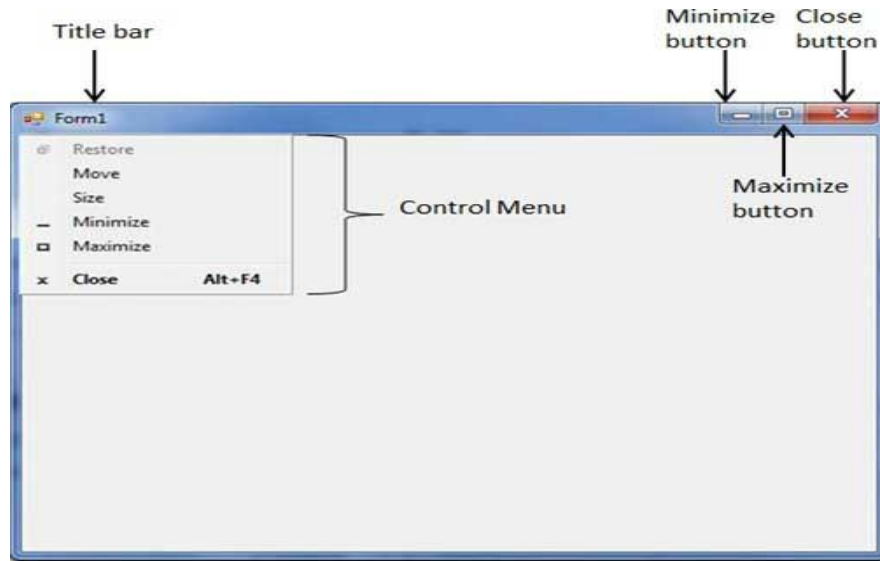 Title bar
Minimize button
Close button
Form1
Restore
Move
Size
Minimize
Maximize
Close Alt+F4
Control Menu
Maximize button